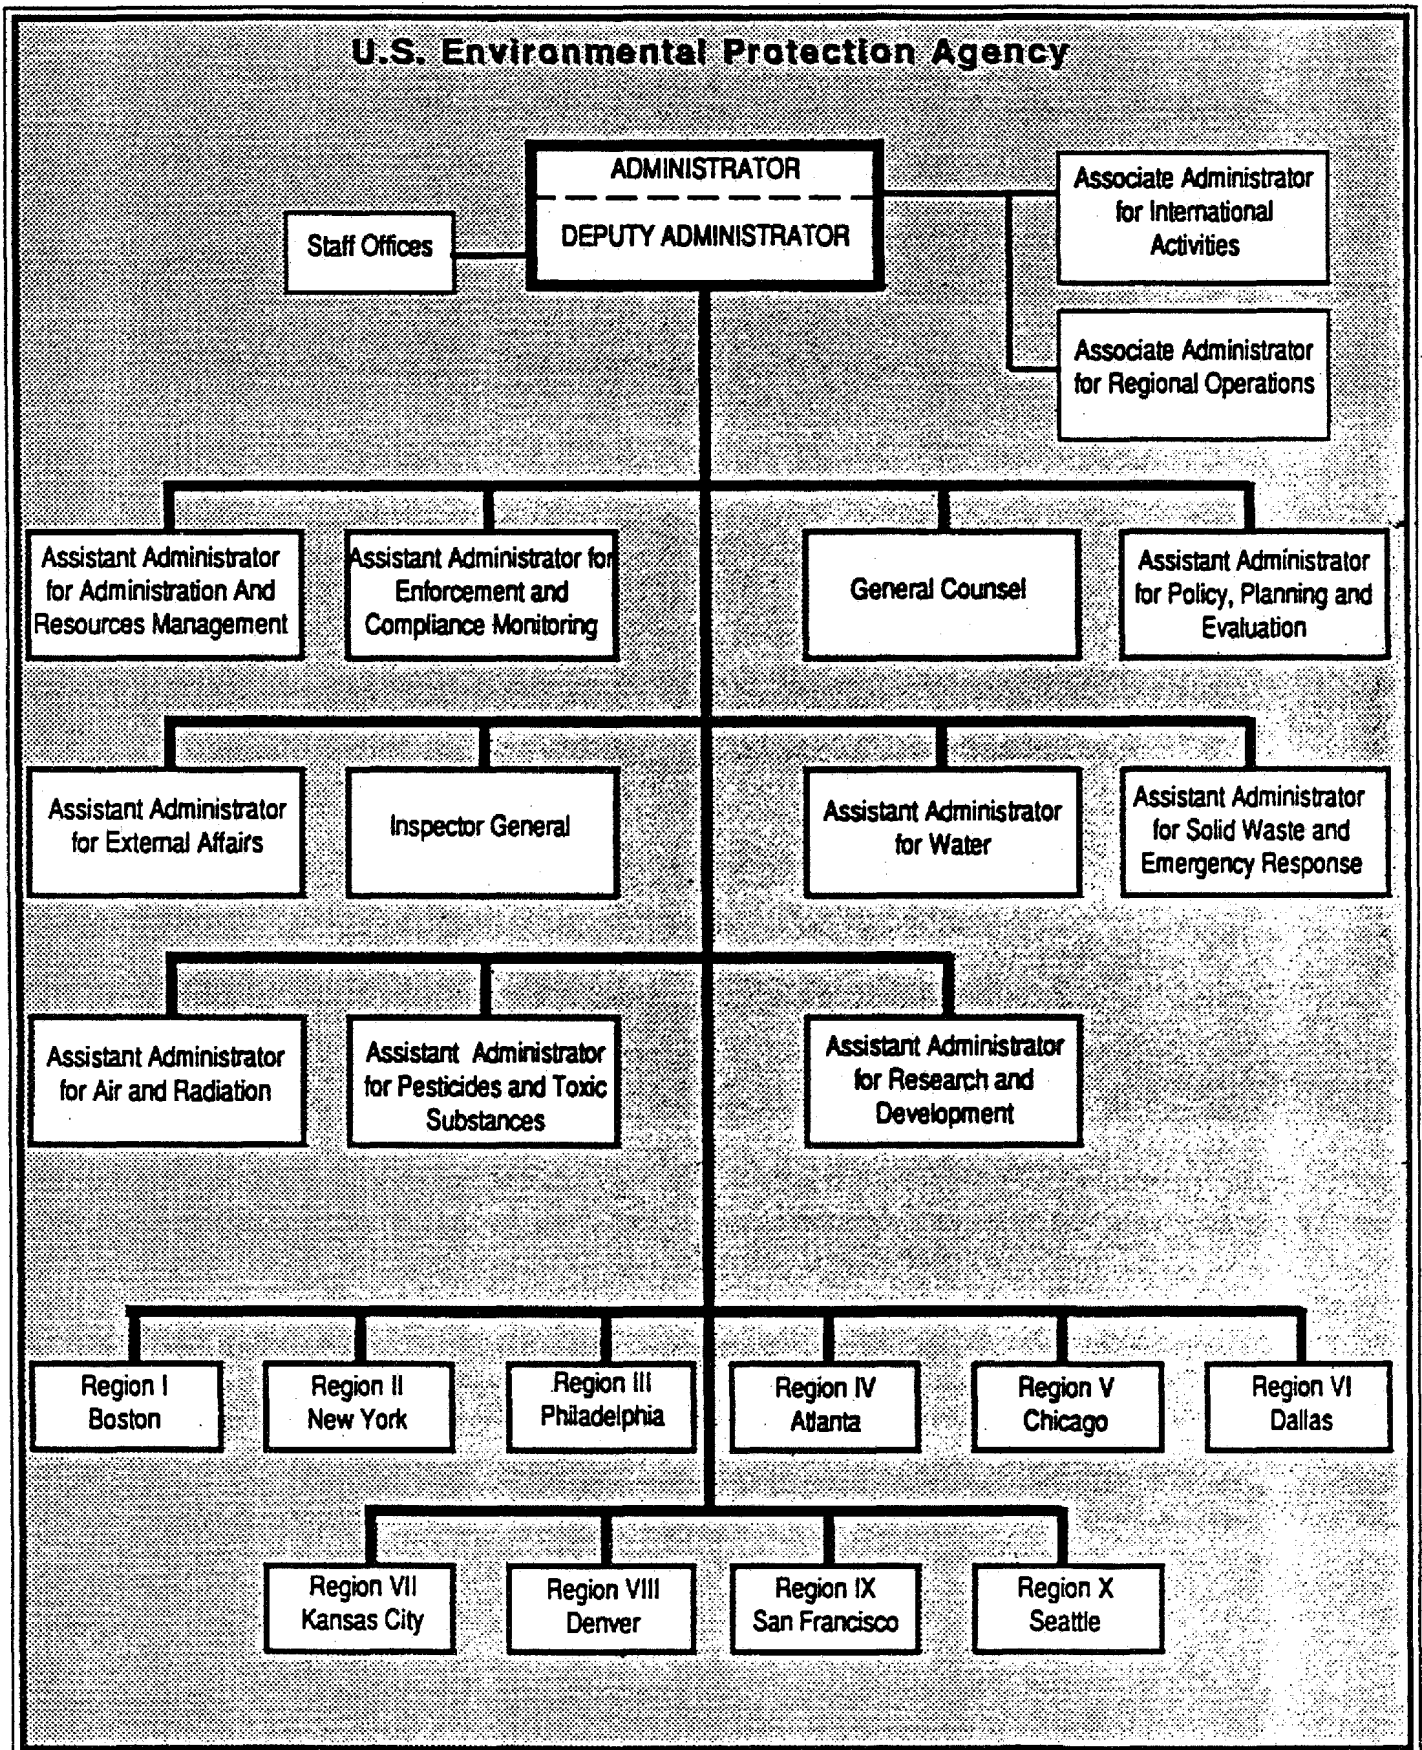 U.S. Environmental Protection Agency
ADMINISTRATOR
DEPUTY ADMINISTRATOR
Staff Offices
Associate Administrator
for International
Activities
Associate Administrator
for Regional Operations
Assistant Administrator
for Administration And
Resources Management
Assistant Administrator for
Enforcement and
Compliance Monitoring
General Counsel
Assistant Administrator
for Policy, Planning and
Evaluation
Assistant Administrator
for External Affairs
Inspector General
Assistant Administrator
for Water
Assistant Administrator
for Solid Waste and
Emergency Response
Assistant Administrator
for Air and Radiation
Assistant Administrator
for Pesticides and Toxic
Substances
Assistant Administrator
for Research and
Development
Region I
Boston
Region II
New York
Region III
Philadelphia
Region IV
Atlanta
Region V
Chicago
Region VI
Dallas
Region VII
Kansas City
Region VIII
Denver
Region IX
San Francisco
Region X
Seattle